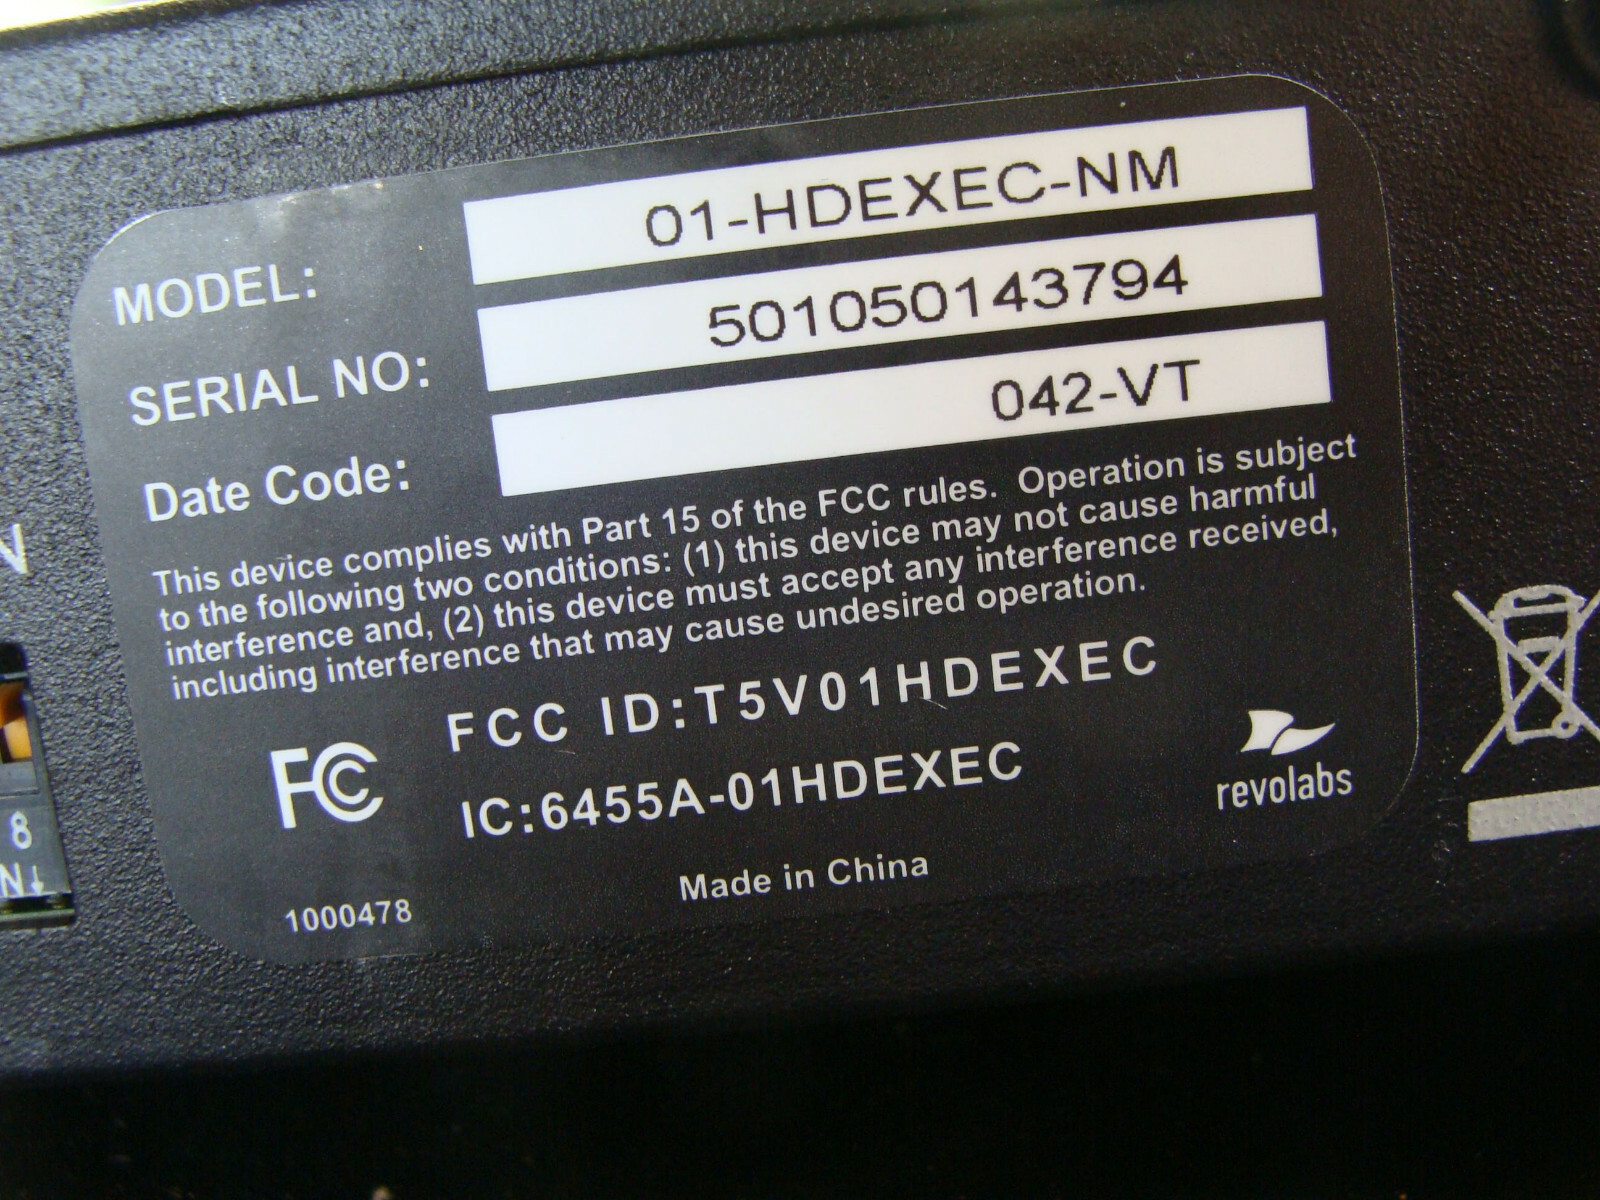 MODEL: 01-HDEXEC-NM
SERIAL NO: 501050143794
Date Code: 042-VT
This device complies with Part 15 of the FCC rules. Operation is subject
to the following two conditions: (1) this device may not cause harmful
interference and, (2) this device must accept any interference received,
including interference that may cause undesired operation.
FCC ID:T5V01HDEXEC
FC
IC:6455A-01HDEXEC
revolabs
Made in China
1000478
N
8
N↓